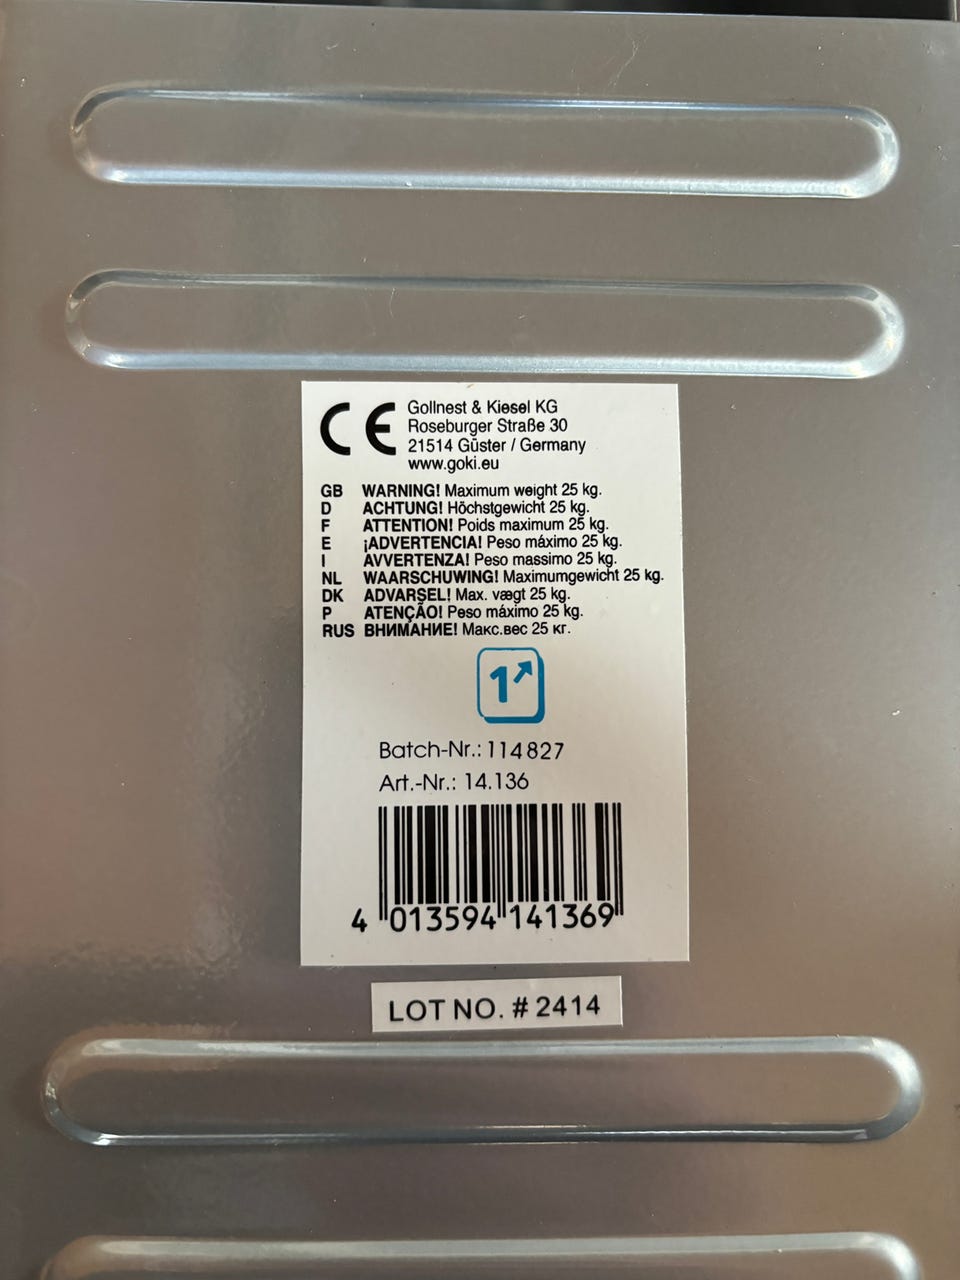 CE
Gollnest & Kiesel KG
Roseburger Straße 30
21514 Güster / Germany
www.goki.eu
GB WARNING! Maximum weight 25 kg.
D ACHTUNG! Höchstgewicht 25 kg.
F ATTENTION! Poids maximum 25 kg.
E ¡ADVERTENCIA! Peso máximo 25 kg.
I AVVERTENZA! Peso massimo 25 kg.
NL WAARSCHUWING! Maximumgewicht 25 kg.
DK ADVARSEL! Max. vægt 25 kg.
P ATENÇÃO! Peso máximo 25 kg.
RUS ВНИМАНИЕ! Макс.вес 25 кг.
1
Batch-Nr.: 114827
Art.-Nr.: 14.136
4 013594 141369
LOT NO. # 2414